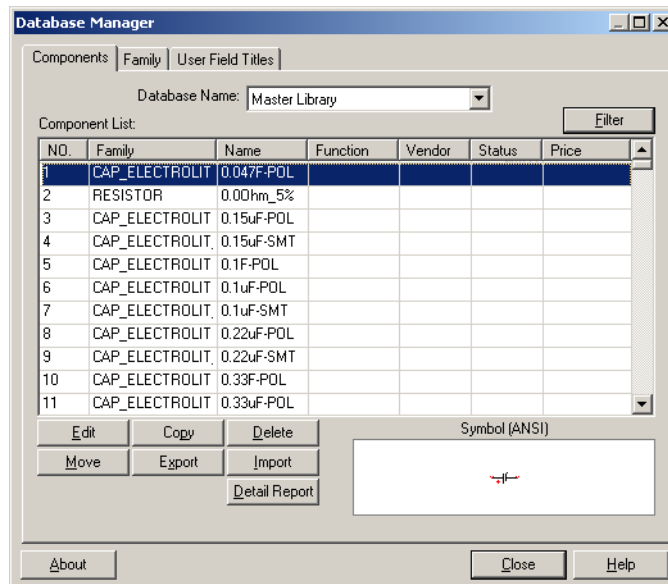 Database Manager
Components Family User Field Titles
Database Name: Master Library
Component List: Filter
NO. Family Name Function Vendor Status Price
1 CAP_ELECTROLIT 0.047F-POL
2 RESISTOR 0.0Ohm_5%
3 CAP_ELECTROLIT 0.15uF-POL
4 CAP_ELECTROLIT 0.15uF-SMT
5 CAP_ELECTROLIT 0.1F-POL
6 CAP_ELECTROLIT 0.1uF-POL
7 CAP_ELECTROLIT 0.1uF-SMT
8 CAP_ELECTROLIT 0.22uF-POL
9 CAP_ELECTROLIT 0.22uF-SMT
10 CAP_ELECTROLIT 0.33F-POL
11 CAP_ELECTROLIT 0.33uF-POL
Edit Copy Delete Symbol (ANSI)
Move Export Import
Detail Report
About Close Help